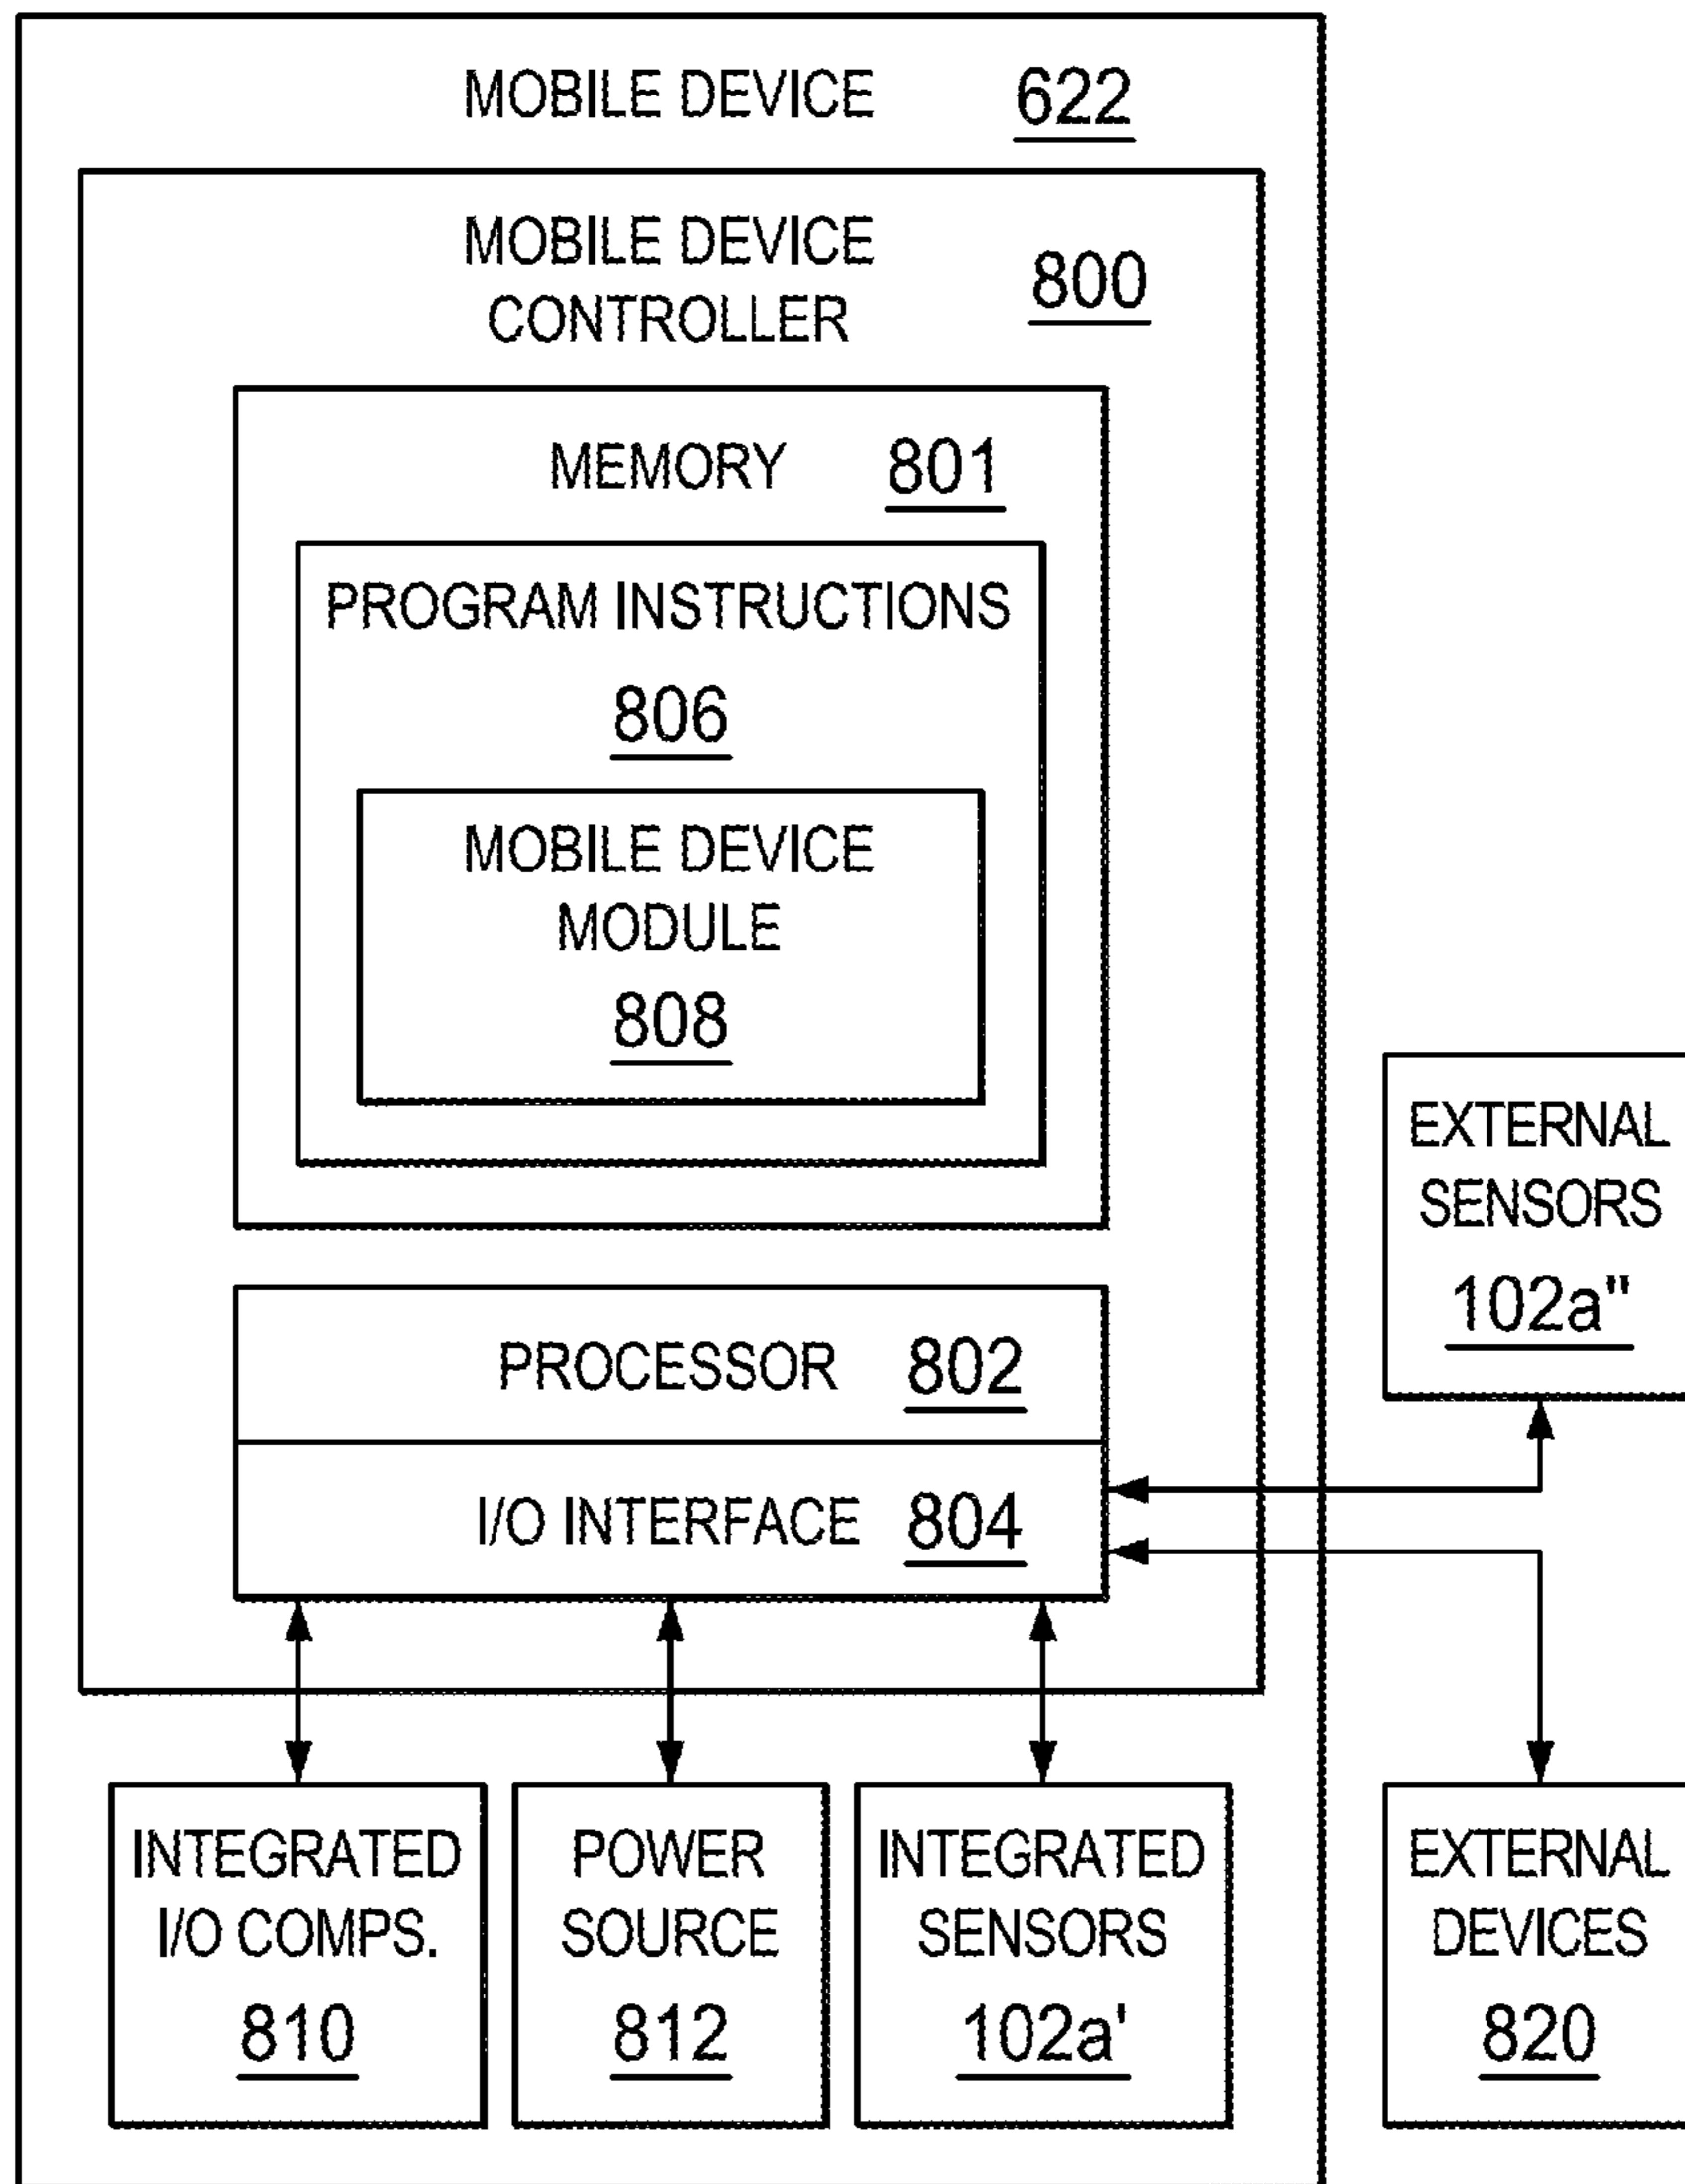 MOBILE DEVICE 622
MOBILE DEVICE
CONTROLLER 800
MEMORY 801
PROGRAM INSTRUCTIONS
806
MOBILE DEVICE
MODULE
808
PROCESSOR 802
I/O INTERFACE 804
EXTERNAL
SENSORS
102a"
INTEGRATED
I/O COMPS.
810
POWER
SOURCE
812
INTEGRATED
SENSORS
102a'
EXTERNAL
DEVICES
820